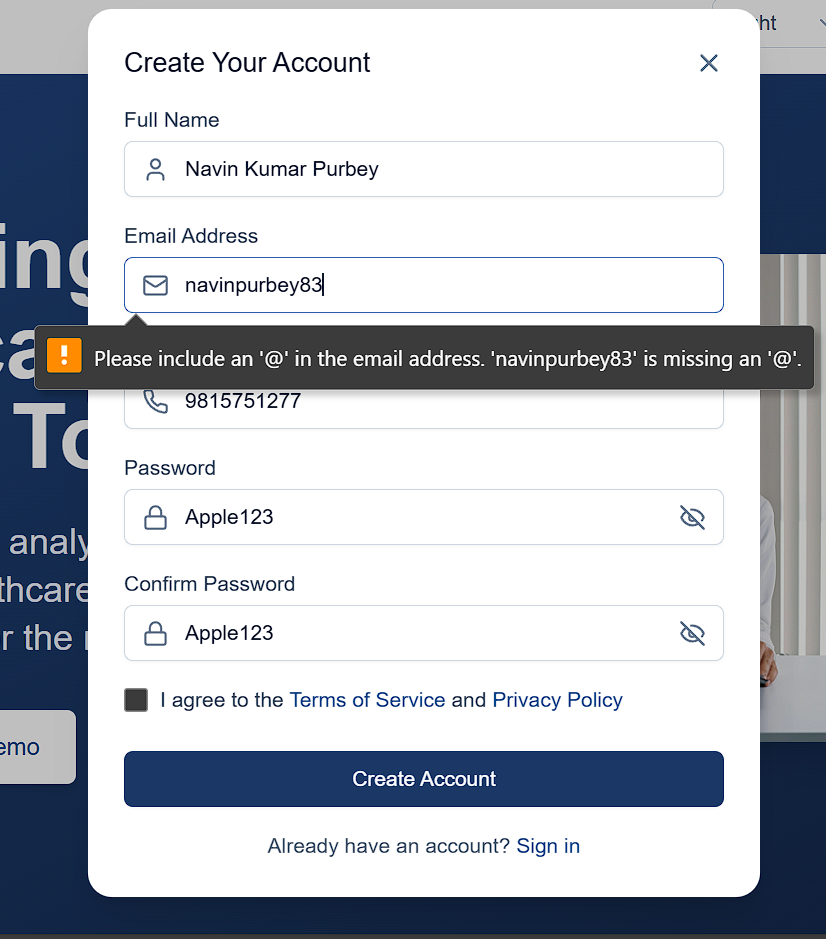 ht
Create Your Account
Full Name
Navin Kumar Purbey
Email Address
navinpurbey83
Please include an '@' in the email address. 'navinpurbey83' is missing an '@'.
9815751277
Password
Apple123
Confirm Password
Apple123
I agree to the Terms of Service and Privacy Policy
Create Account
Already have an account? Sign in
ing
ca
To
analy
thcare
r the
emo